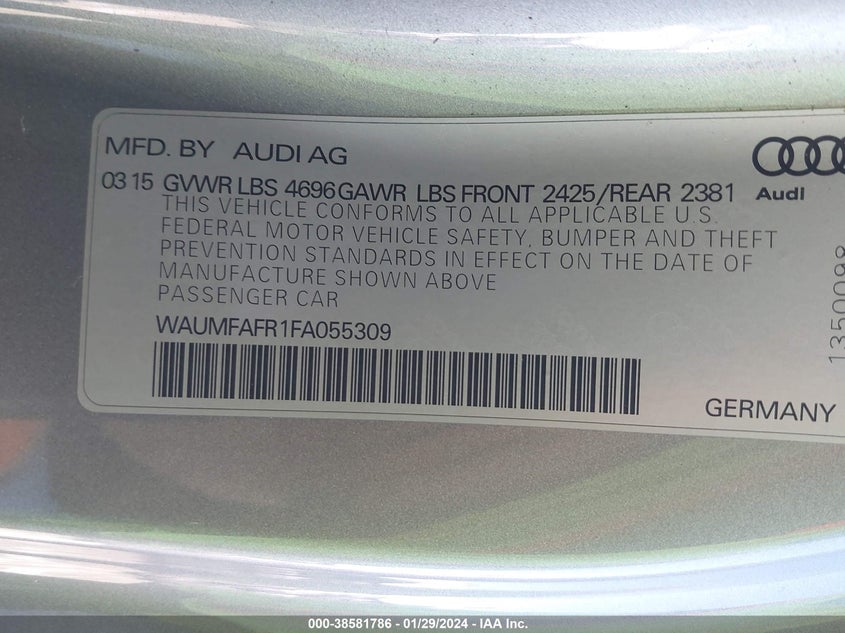 MFD. BY AUDI AG
03 15 GVWR LBS 4696 GAWR LBS FRONT 2425/REAR 2381
Audi
THIS VEHICLE CONFORMS TO ALL APPLICABLE U.S.
FEDERAL MOTOR VEHICLE SAFETY, BUMPER AND THEFT
PREVENTION STANDARDS IN EFFECT ON THE DATE OF
MANUFACTURE SHOWN ABOVE
PASSENGER CAR
WAUMFAFR1FA055309
GERMANY
1350098
000-38581786 - 01/29/2024 - IAA Inc.